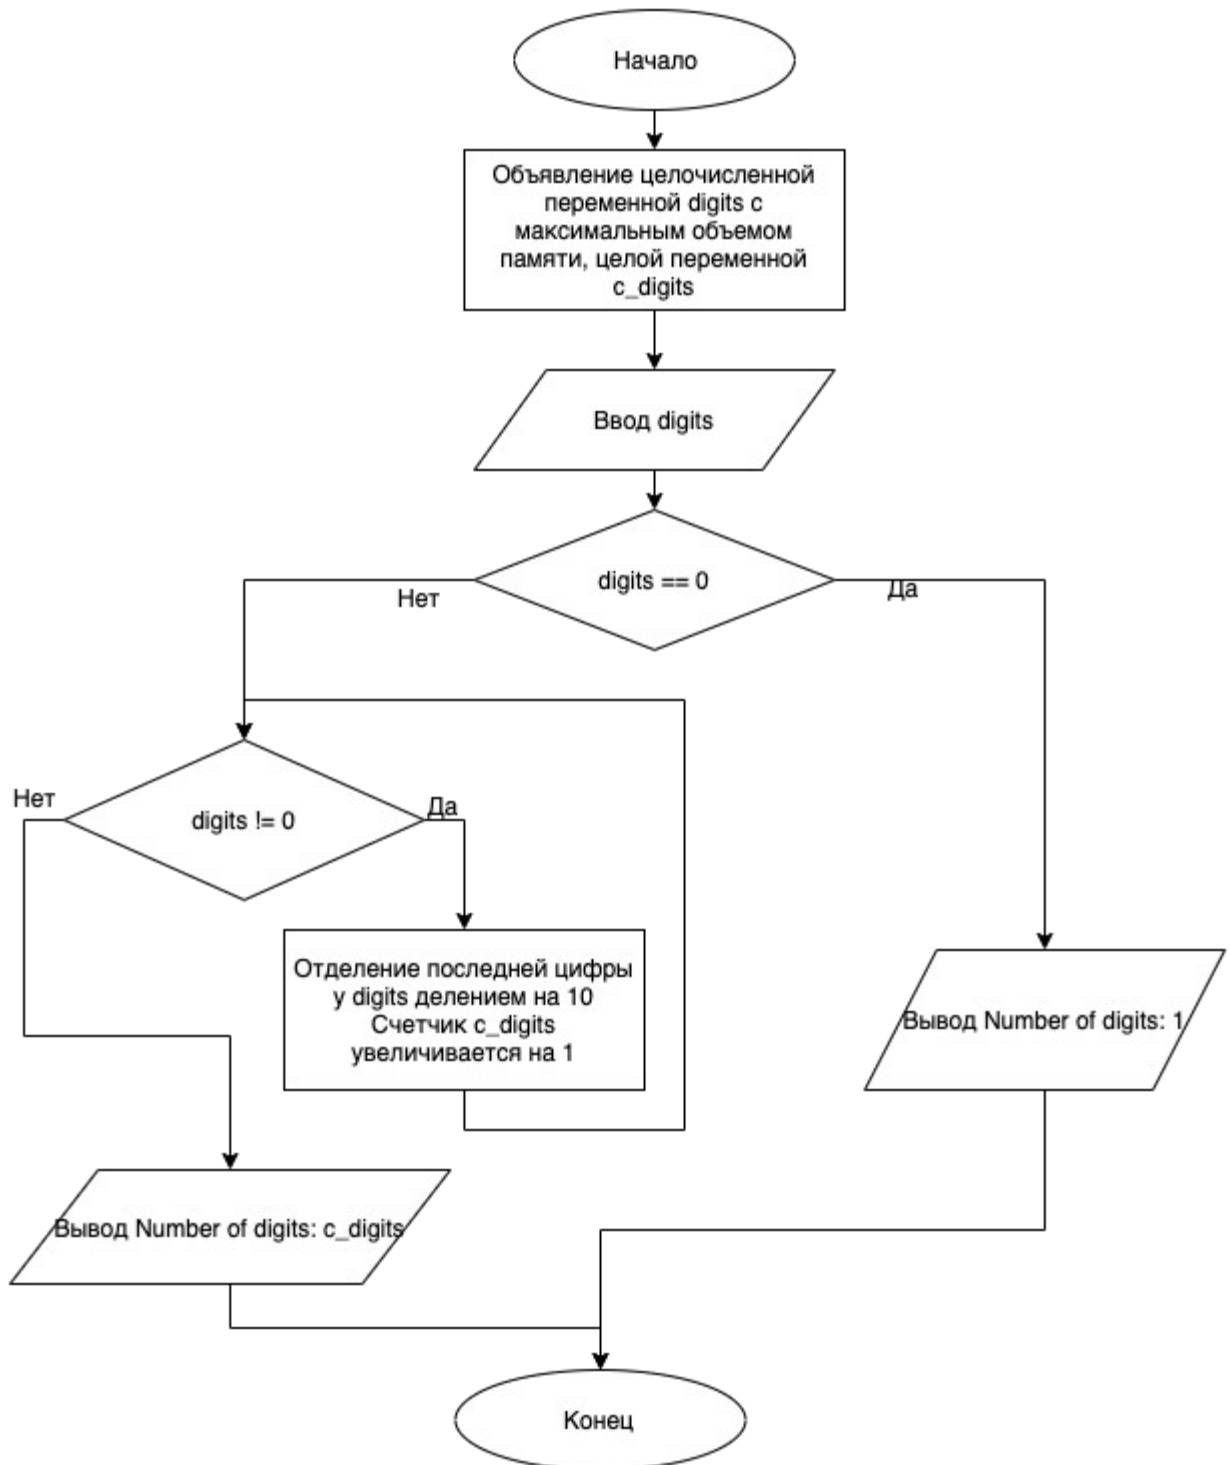 Начало
Объявление целочисленной
переменной digits с
максимальным объемом
памяти, целой переменной
c_digits
Ввод digits
digits == 0
Нет
Да
digits != 0
Нет
Да
Отделение последней цифры
у digits делением на 10
Счетчик c_digits
увеличивается на 1
Вывод Number of digits: 1
Вывод Number of digits: c_digits
Конец